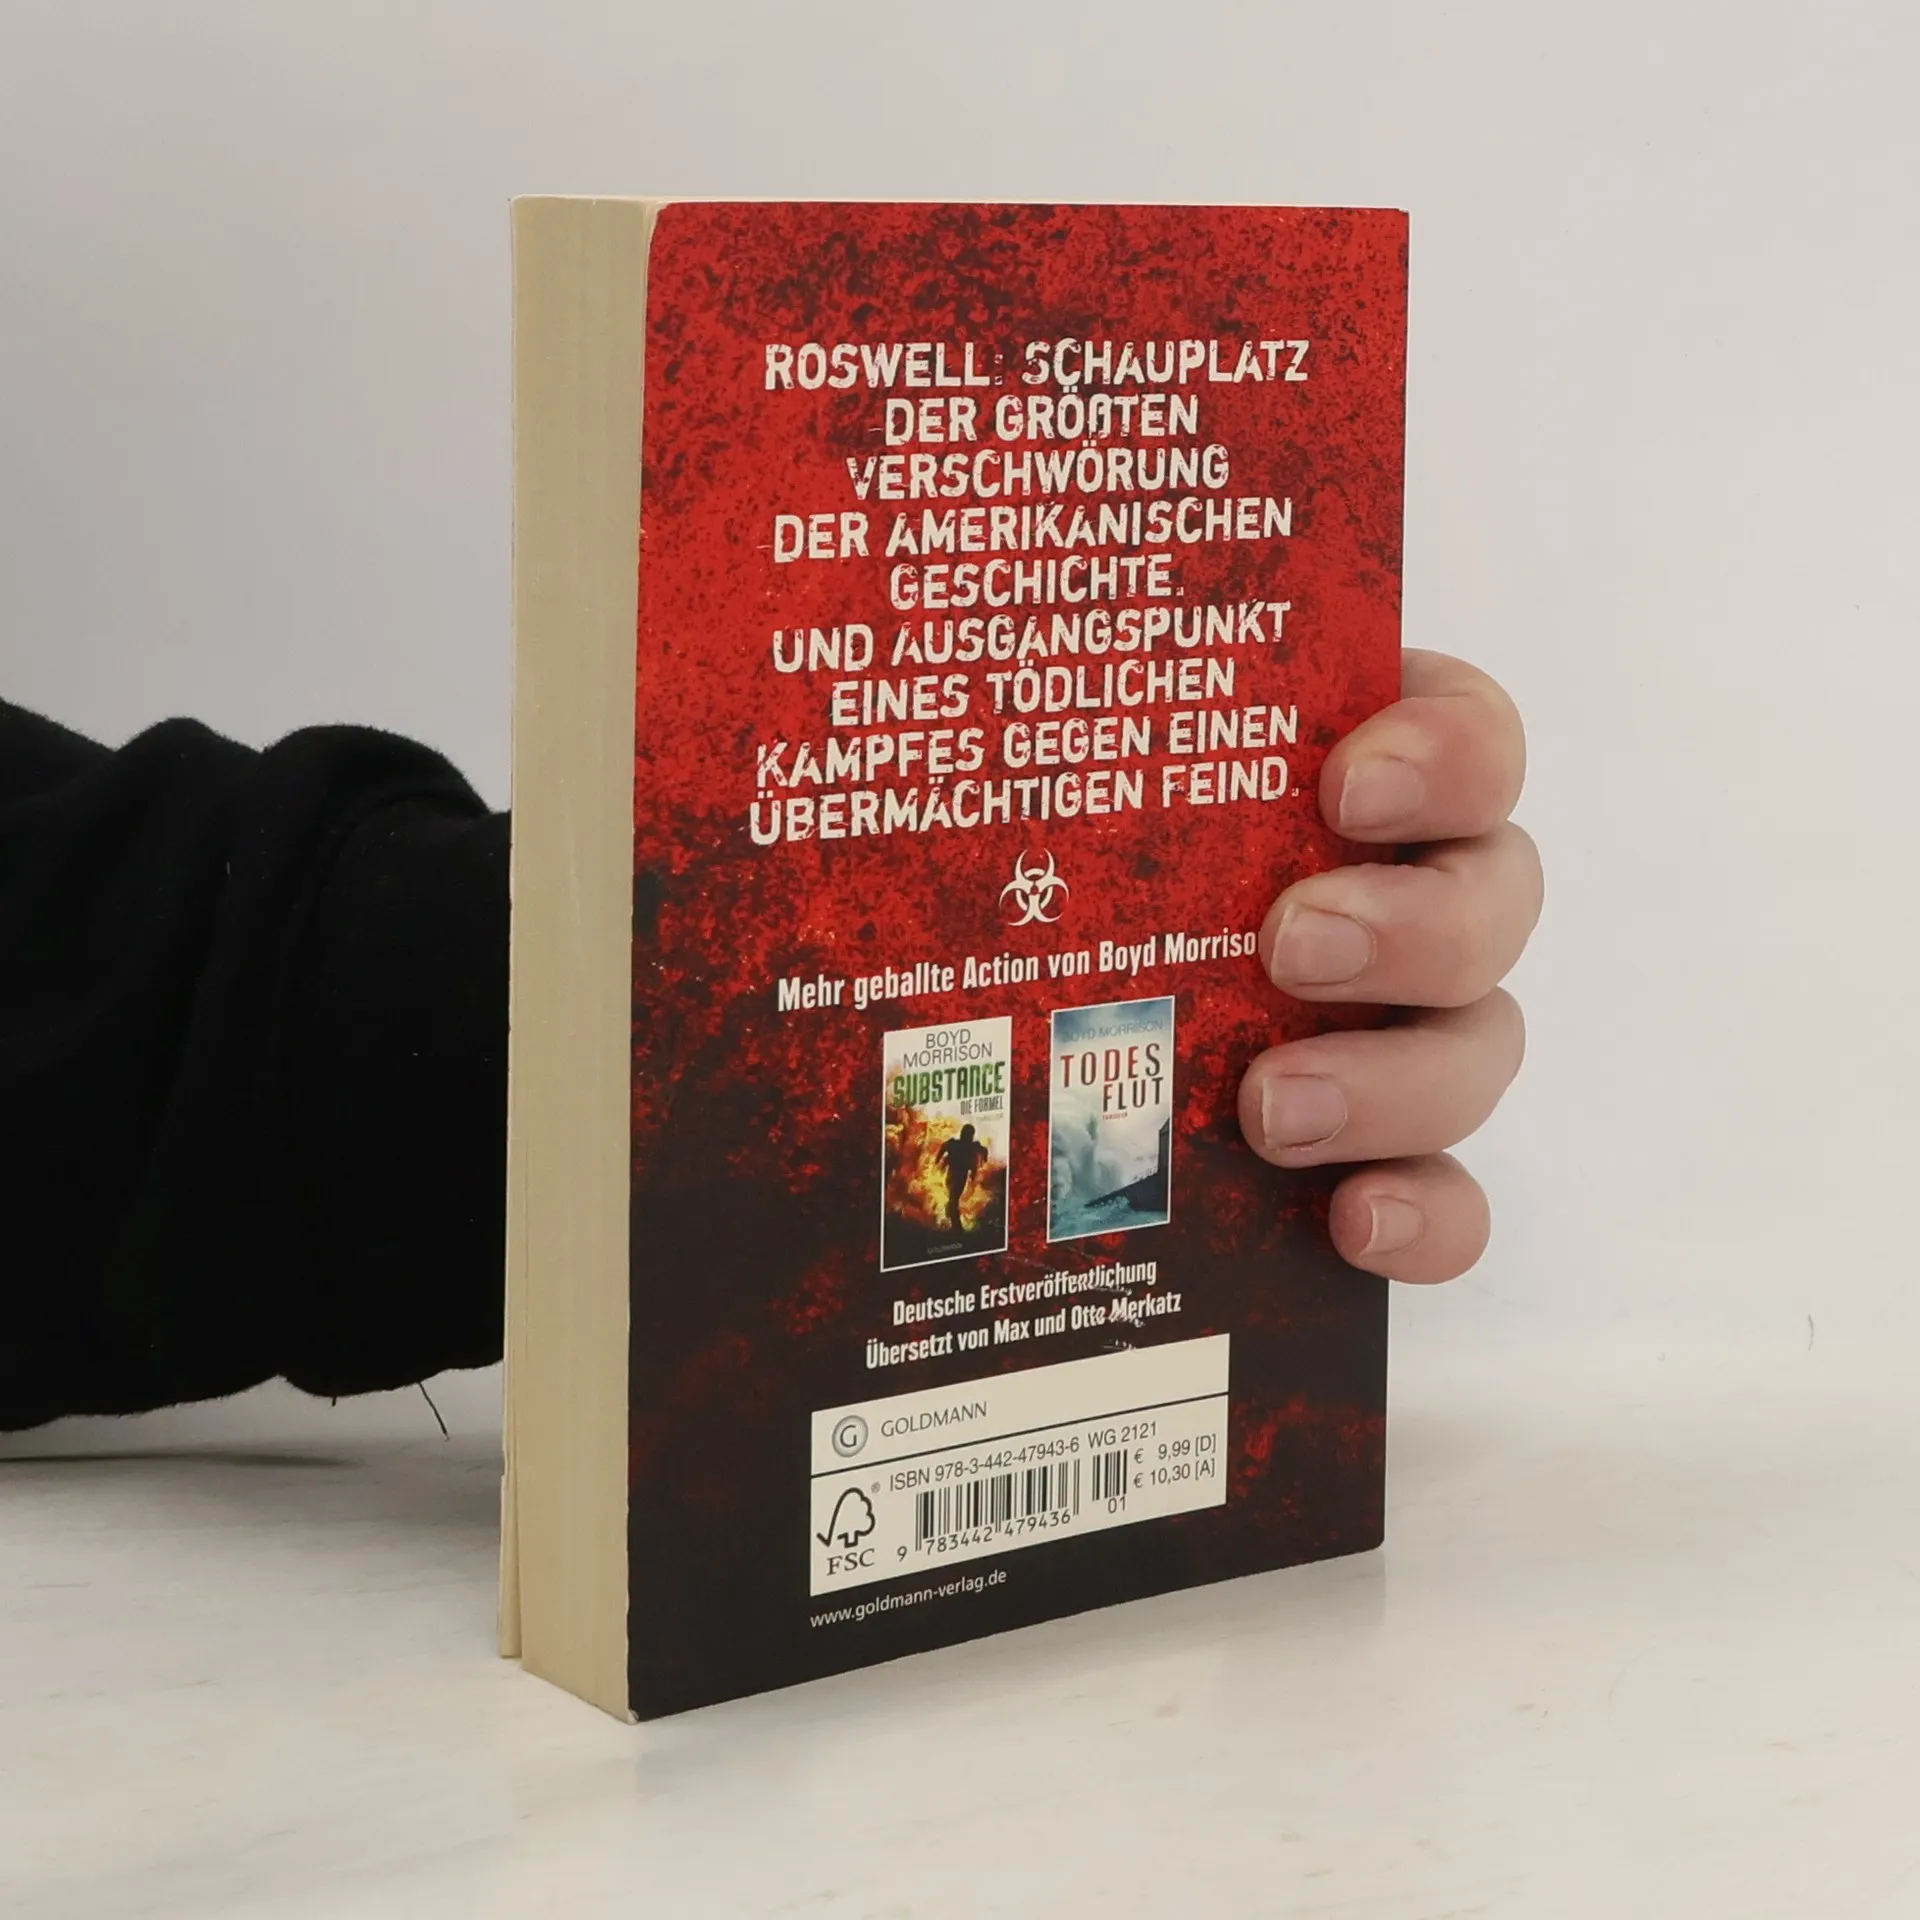 ROSWELL: SCHAUPLATZ
DER GRÖßTEN
VERSCHWÖRUNG
DER AMERIKANISCHEN
GESCHICHTE.
UND AUSGANGSPUNKT
EINES TÖDLICHEN
KAMPFES GEGEN EINEN
ÜBERMÄCHTIGEN FEIND.
Mehr geballte Action von Boyd Morriso
BOYD
MORRISON
SUBSTANCE
DIE FORMEL
THRILLER
BOYD MORRISON
TODES
FLUT
THRILLER
Deutsche Erstveröffentlichung
Übersetzt von Max und Otto Merkatz
G GOLDMANN
ISBN 978-3-442-47943-6 WG 2121
€ 9,99 [D]
€ 10,30 [A]
® FSC
9 783442 479436
01
www.goldmann-verlag.de